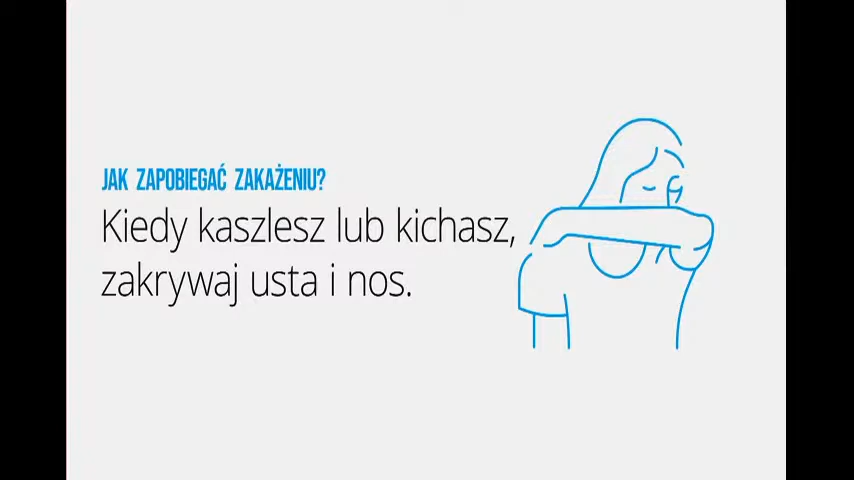 JAK ZAPOBIEGAĆ ZAKAŻENIU?
Kiedy kaszlesz lub kichasz,
zakrywaj usta i nos.